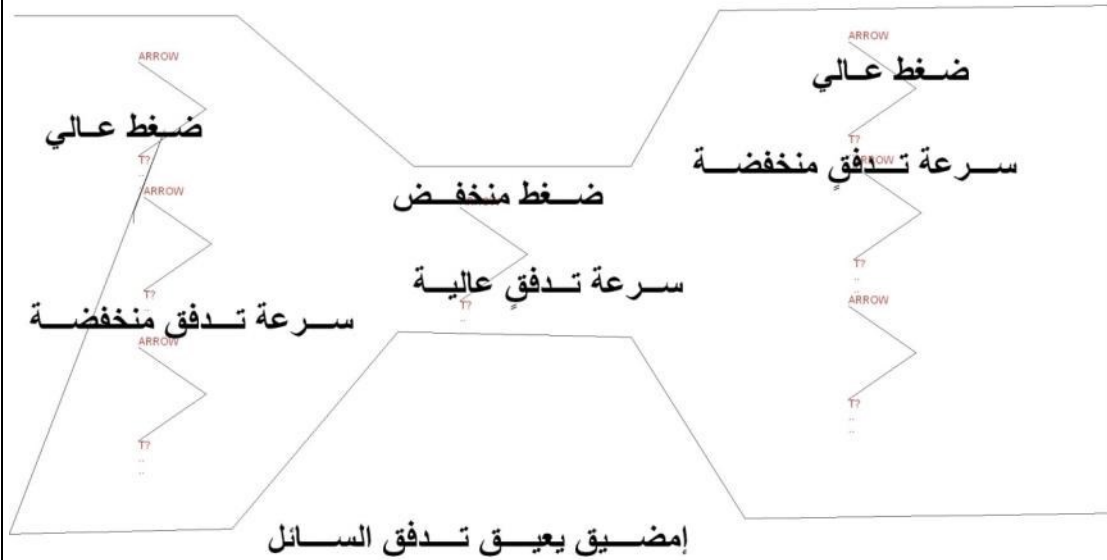 ARROW
ضغط عالي
ARROW
ضغط عالي
T?
T?
ARROW
سرعة تدفقٍ منخفضة
ARROW
ضغط منخفض
سرعة تدفقٍ عالية
T?
T?
T?
ARROW
سرعة تدفق منخفضة
ARROW
T?
T?
إمضيق يعيق تدفق السائل